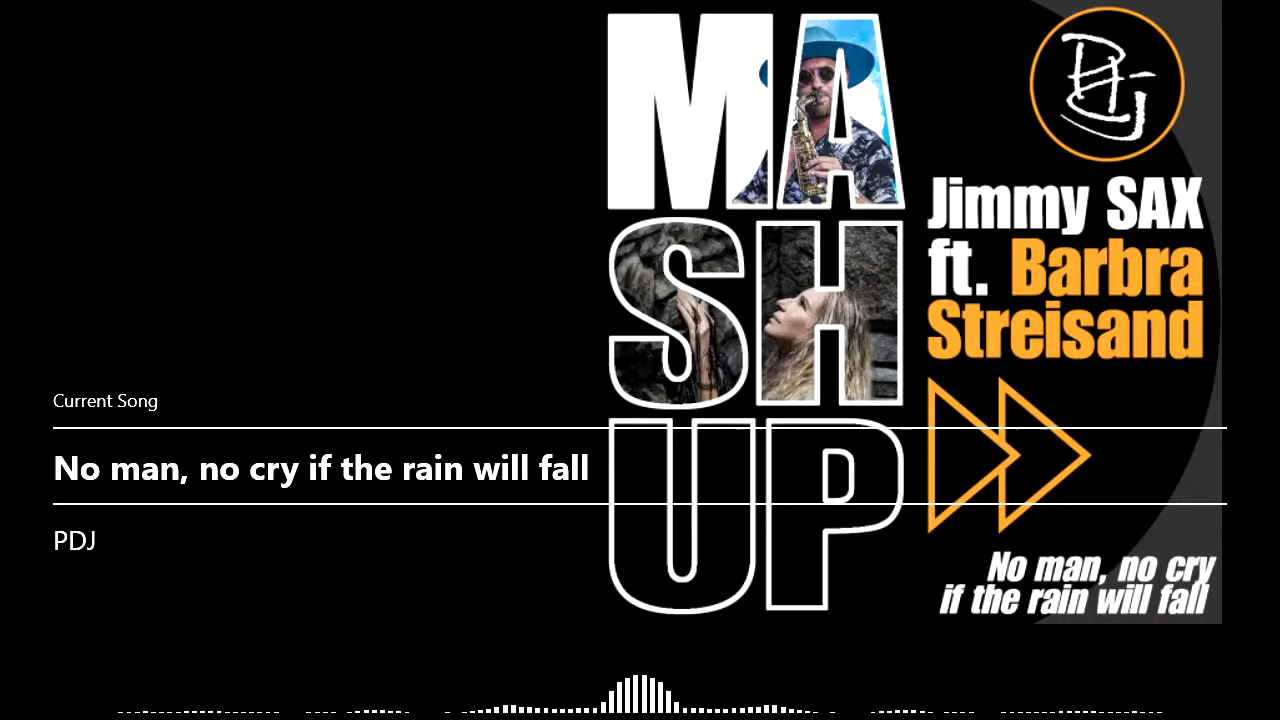 MA
SH
UP
PDJ
Jimmy SAX
ft. Barbra
Streisand
No man, no cry
if the rain will fall
Current Song
No man, no cry if the rain will fall
PDJ